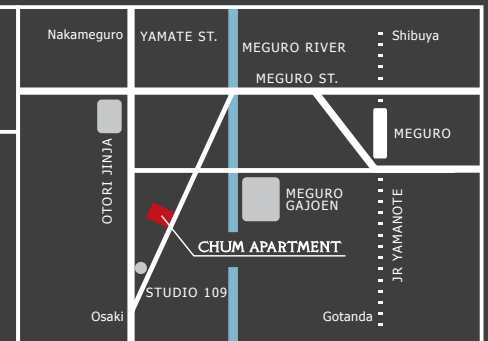 Nakameguro
YAMATE ST.
MEGURO RIVER
Shibuya
MEGURO ST.
OTORI JINJA
MEGURO
MEGURO
GAJOEN
JR YAMANOTE
CHUM APARTMENT
STUDIO 109
Osaki
Gotanda